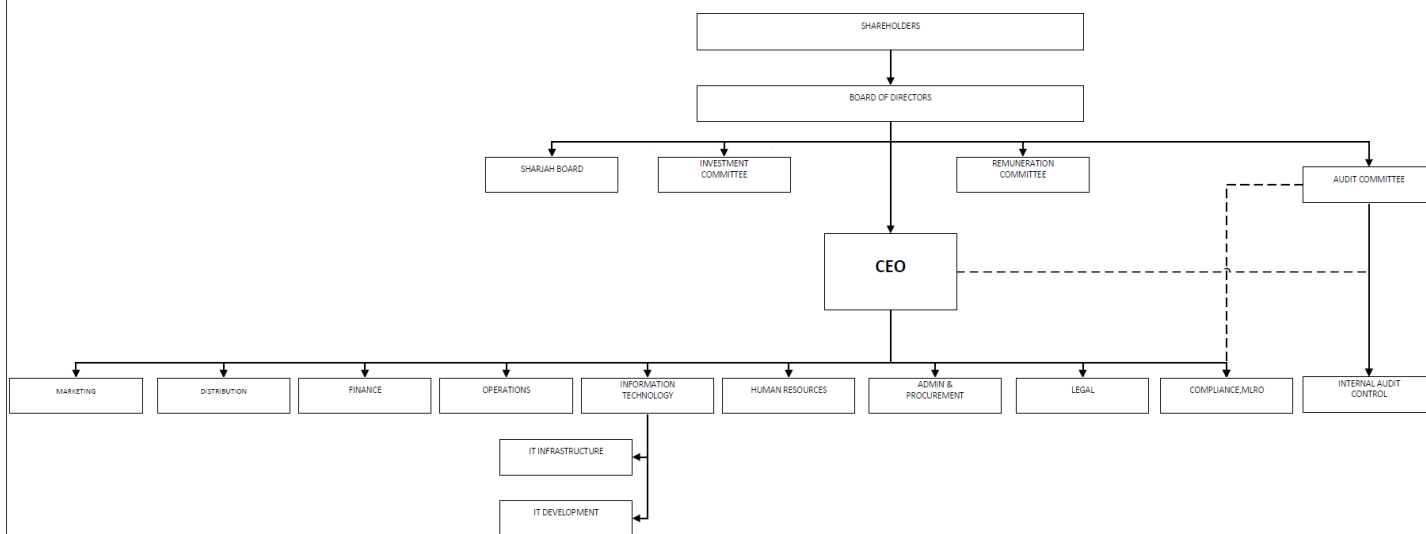 SHAREHOLDERS
BOARD OF DIRECTORS
SHARIAH BOARD
INVESTMENT
COMMITTEE
REMUNERATION
COMMITTEE
AUDIT COMMITTEE
CEO
MARKETING
DISTRIBUTION
FINANCE
OPERATIONS
INFORMATION
TECHNOLOGY
HUMAN RESOURCES
ADMIN &
PROCUREMENT
LEGAL
COMPLIANCE,MLRO
INTERNAL AUDIT
CONTROL
IT INFRASTRUCTURE
IT DEVELOPMENT